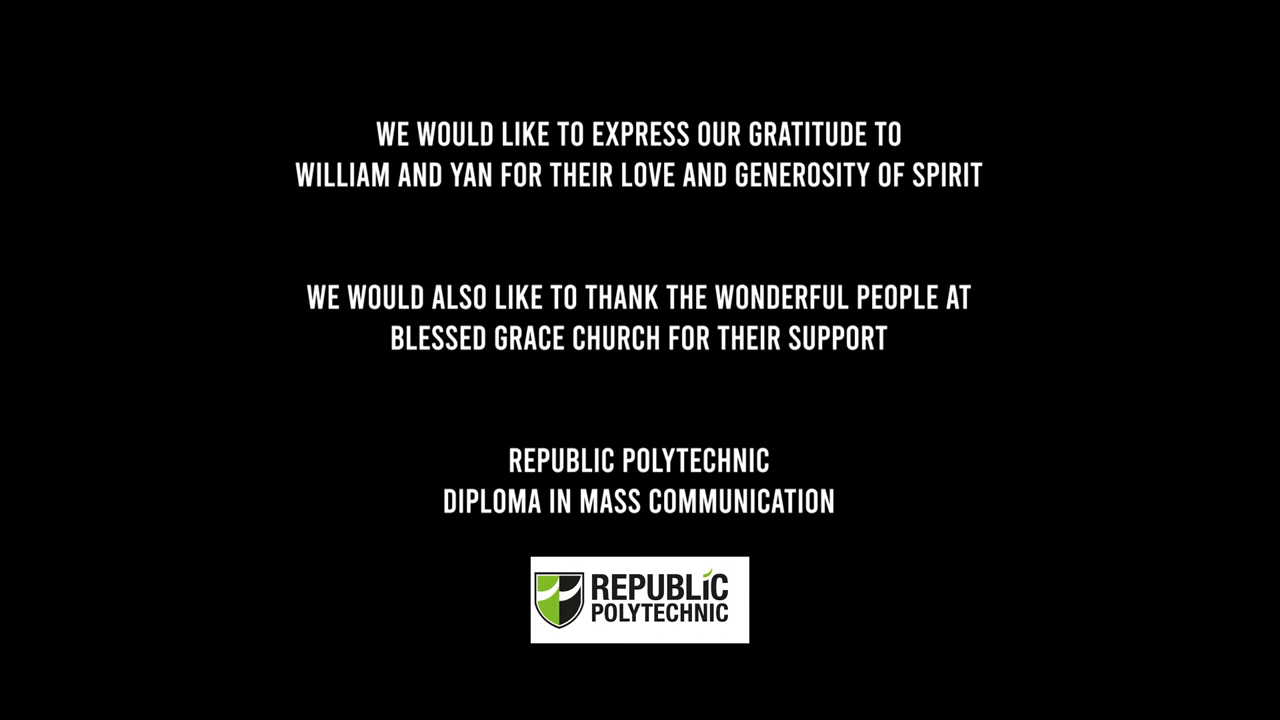 WE WOULD LIKE TO EXPRESS OUR GRATITUDE TO
WILLIAM AND YAN FOR THEIR LOVE AND GENEROSITY OF SPIRIT
WE WOULD ALSO LIKE TO THANK THE WONDERFUL PEOPLE AT
BLESSED GRACE CHURCH FOR THEIR SUPPORT
REPUBLIC POLYTECHNIC
DIPLOMA IN MASS COMMUNICATION
REPUBLIC
POLYTECHNIC